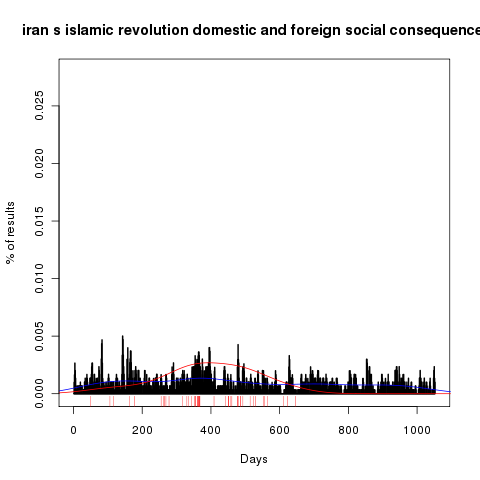 iran s islamic revolution domestic and foreign social consequence
% of results
0.025
0.020
0.015
0.010
0.005
0.000
0 200 400 600 800 1000
Days